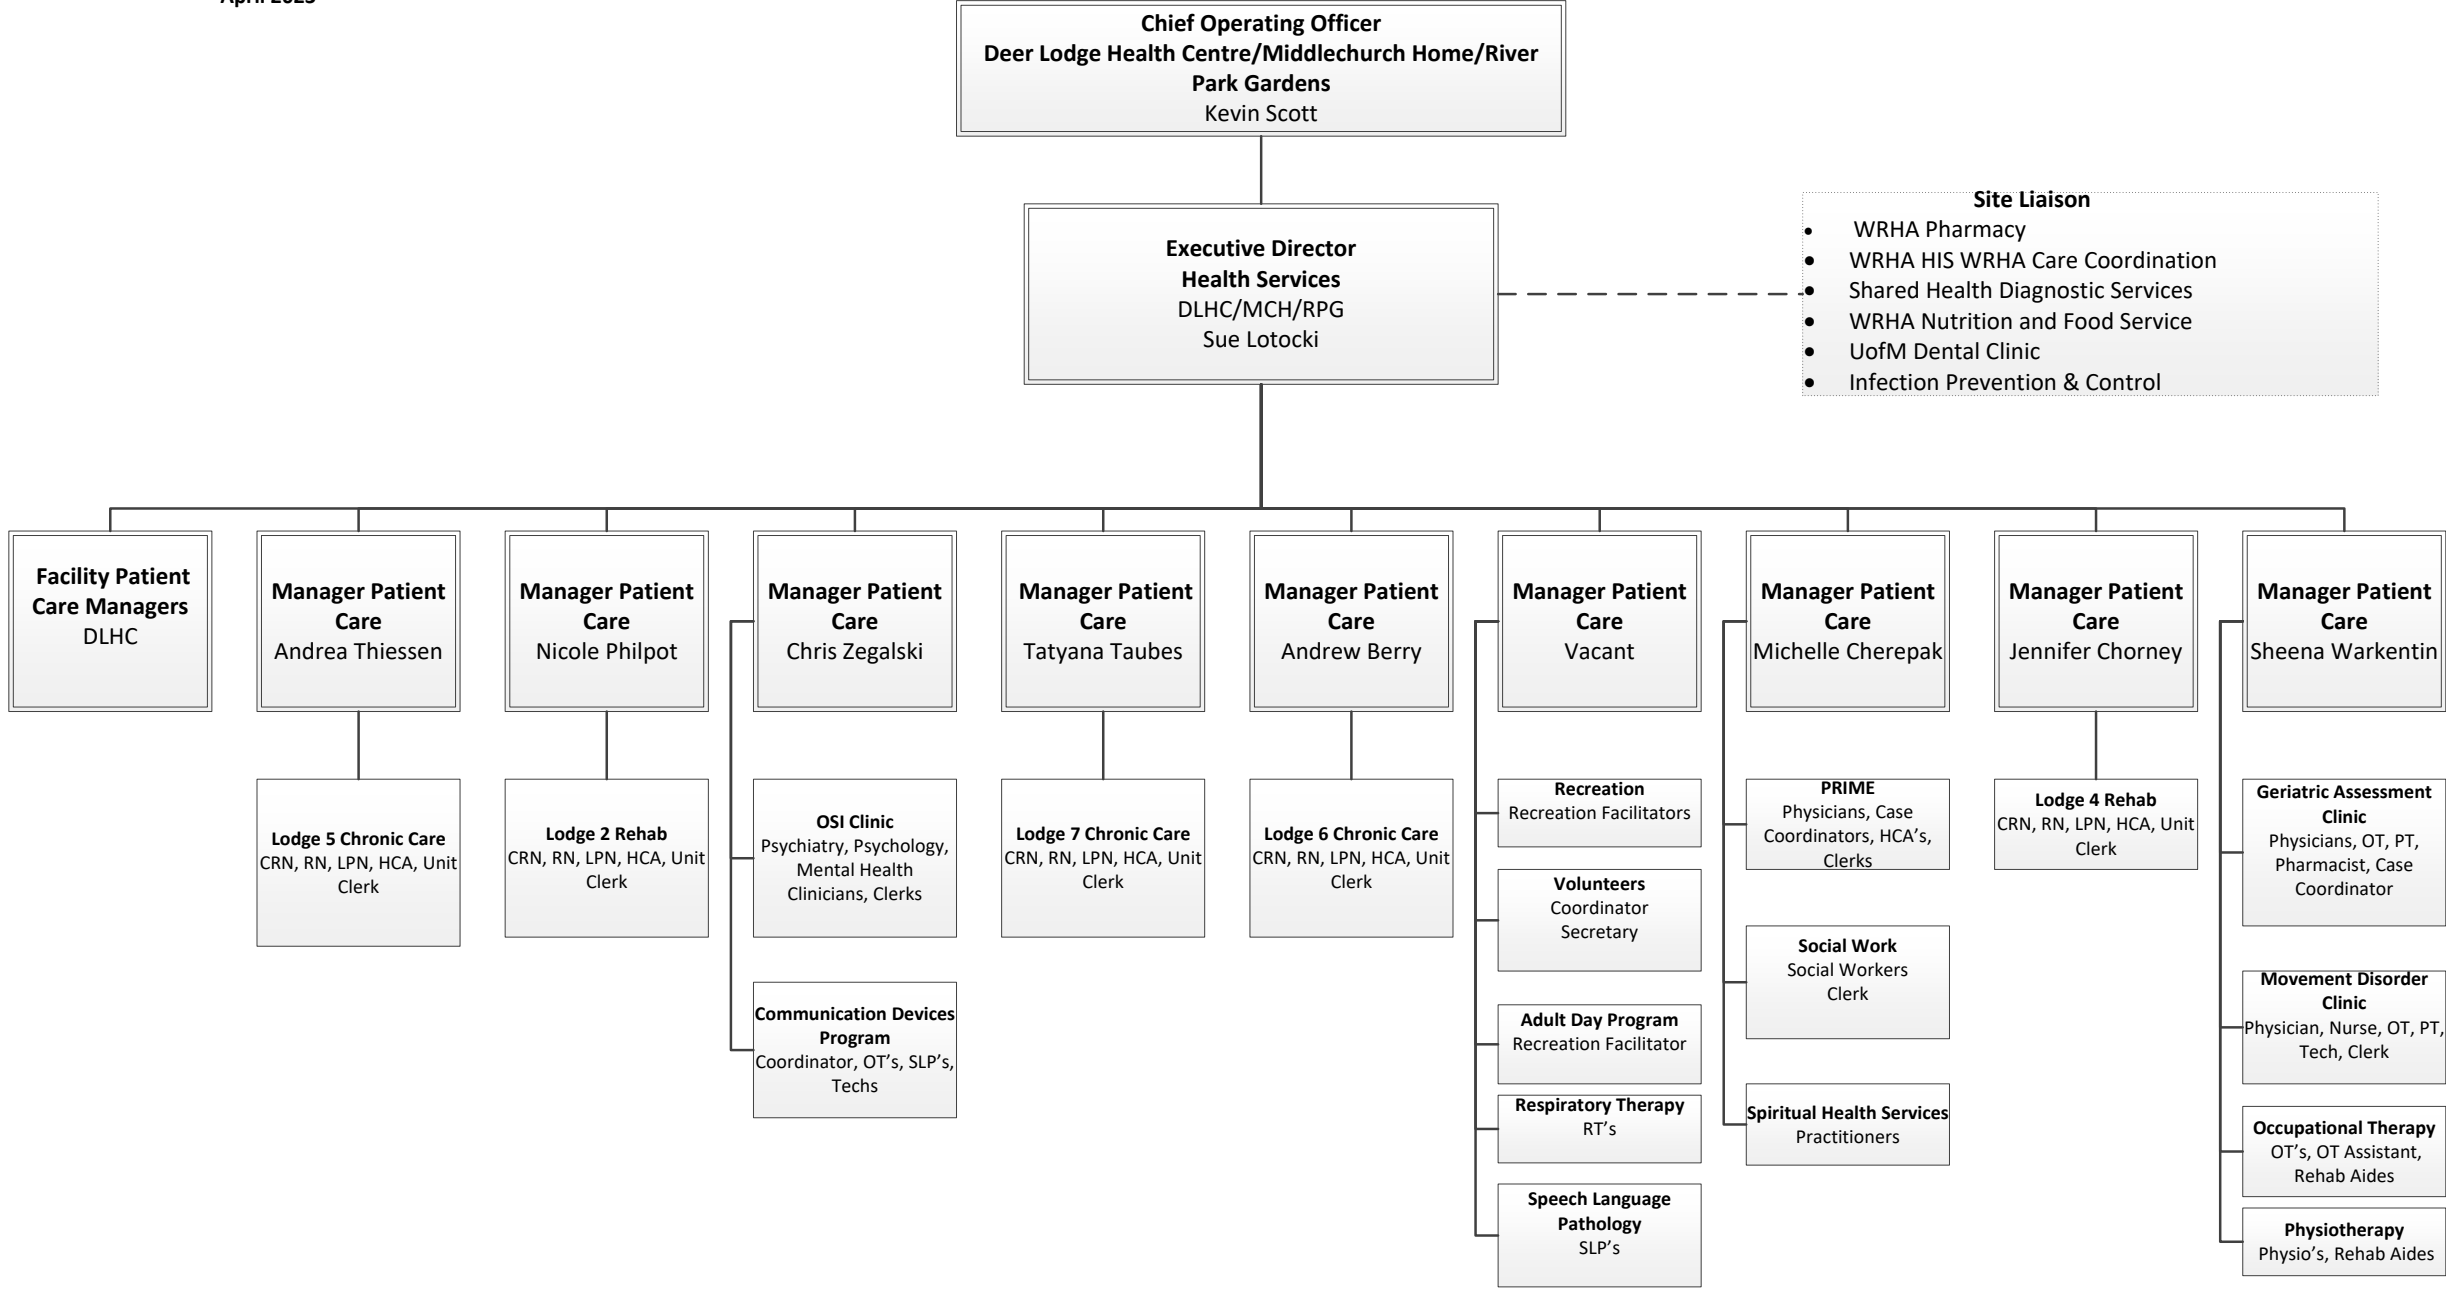 April 2023
Chief Operating Officer
Deer Lodge Health Centre/Middlechurch Home/River
Park Gardens
Kevin Scott
Executive Director
Health Services
DLHC/MCH/RPG
Sue Lotocki
Site Liaison
• WRHA Pharmacy
• WRHA HIS WRHA Care Coordination
• Shared Health Diagnostic Services
• WRHA Nutrition and Food Service
• UofM Dental Clinic
• Infection Prevention & Control
Facility Patient
Care Managers
DLHC
Manager Patient
Care
Andrea Thiessen
Manager Patient
Care
Nicole Philpot
Manager Patient
Care
Chris Zegalski
Manager Patient
Care
Tatyana Taubes
Manager Patient
Care
Andrew Berry
Manager Patient
Care
Vacant
Manager Patient
Care
Michelle Cherepak
Manager Patient
Care
Jennifer Chorney
Manager Patient
Care
Sheena Warkentin
Lodge 5 Chronic Care
CRN, RN, LPN, HCA, Unit
Clerk
Lodge 2 Rehab
CRN, RN, LPN, HCA, Unit
Clerk
OSI Clinic
Psychiatry, Psychology,
Mental Health
Clinicians, Clerks
Communication Devices
Program
Coordinator, OT’s, SLP’s,
Techs
Lodge 7 Chronic Care
CRN, RN, LPN, HCA, Unit
Clerk
Lodge 6 Chronic Care
CRN, RN, LPN, HCA, Unit
Clerk
Recreation
Recreation Facilitators
Volunteers
Coordinator
Secretary
Adult Day Program
Recreation Facilitator
Respiratory Therapy
RT’s
Speech Language
Pathology
SLP’s
PRIME
Physicians, Case
Coordinators, HCA’s,
Clerks
Social Work
Social Workers
Clerk
Spiritual Health Services
Practitioners
Lodge 4 Rehab
CRN, RN, LPN, HCA, Unit
Clerk
Geriatric Assessment
Clinic
Physicians, OT, PT,
Pharmacist, Case
Coordinator
Movement Disorder
Clinic
Physician, Nurse, OT, PT,
Tech, Clerk
Occupational Therapy
OT’s, OT Assistant,
Rehab Aides
Physiotherapy
Physio’s, Rehab Aides